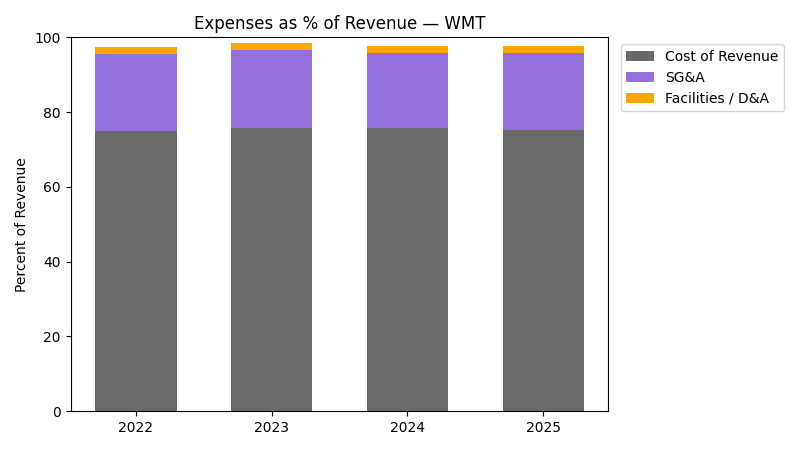 Expenses as % of Revenue — WMT
100
80
60
40
20
0
Percent of Revenue
2022
2023
2024
2025
Cost of Revenue
SG&A
Facilities / D&A